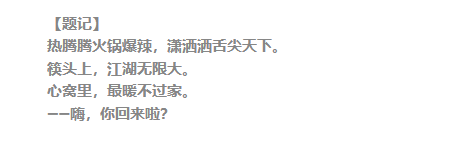 【题记】
热腾腾火锅爆辣，潇洒洒舌尖天下。
筷头上，江湖无限大。
心窝里，最暖不过家。
——嗨，你回来啦？